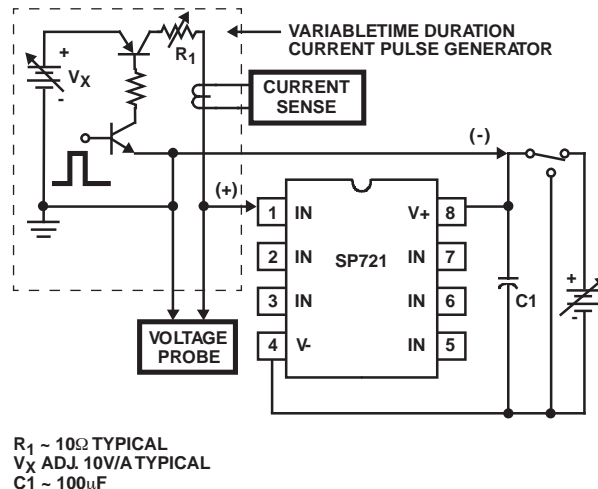 VARIABLETIME DURATION
CURRENT PULSE GENERATOR
+
VX
-
R1
CURRENT
SENSE
(-)
(+)
1 IN
V+ 8
2 IN
SP721
IN 7
3 IN
IN 6
4 V-
IN 5
C1
+
-
VOLTAGE
PROBE
R1 ~ 10Ω TYPICAL
VX ADJ. 10V/A TYPICAL
C1 ~ 100μF